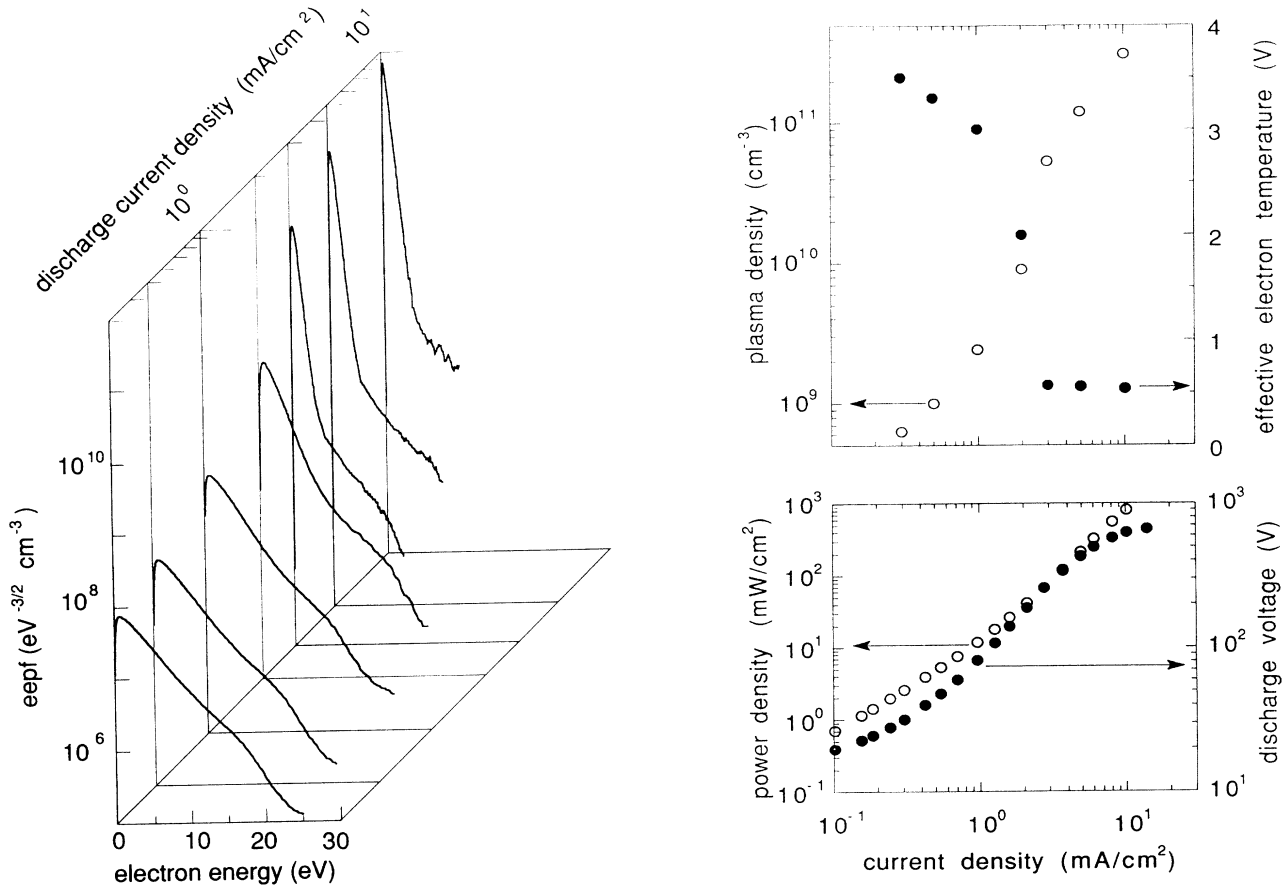 discharge current density (mA/cm²)
10⁰
10¹
10¹⁰
10⁸
10⁶
eepf (eV⁻³ᐟ² cm⁻³)
0 10 20 30
electron energy (eV)
plasma density (cm⁻³)
10¹¹
10¹⁰
10⁹
4
3
2
1
0
effective electron temperature (V)
power density (mW/cm²)
10³
10²
10¹
10⁰
10⁻¹
10³
10²
10¹
discharge voltage (V)
10⁻¹ 10⁰ 10¹
current density (mA/cm²)